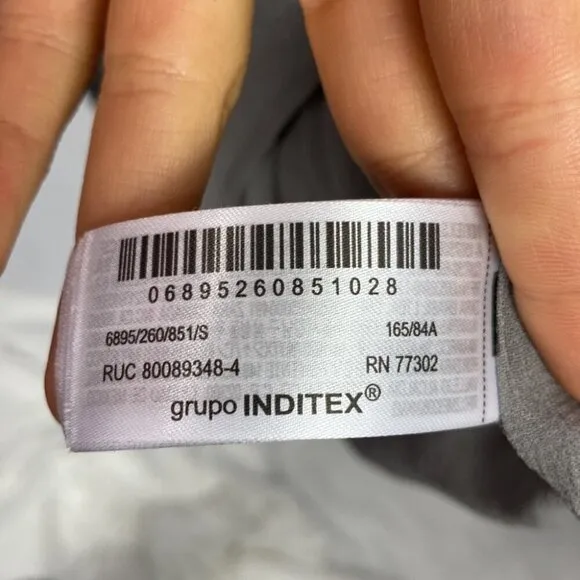 06895260851028
6895/260/851/S 165/84A
RUC 80089348-4 RN 77302
grupo INDITEX®